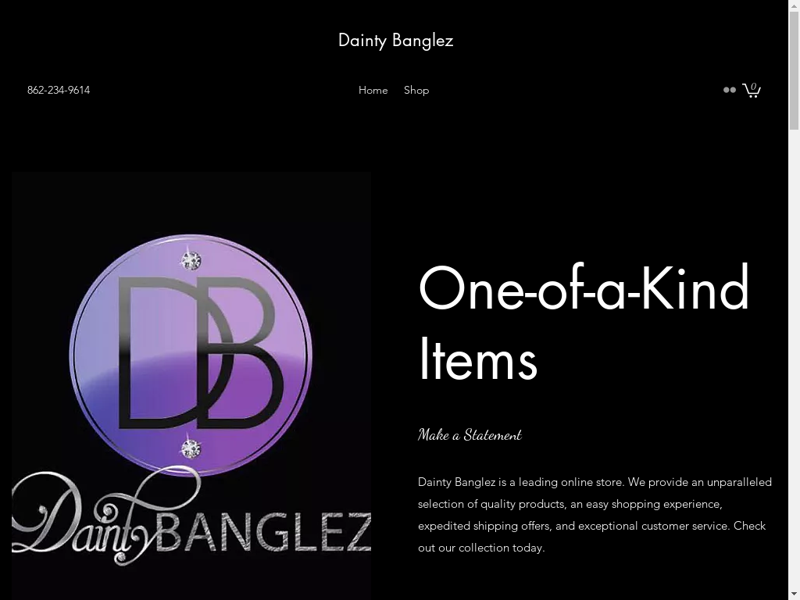 Dainty Banglez
862-234-9614
Home
Shop
0
DB
Dainty BANGLEZ
One-of-a-Kind
Items
Make a Statement
Dainty Banglez is a leading online store. We provide an unparalleled
selection of quality products, an easy shopping experience,
expedited shipping offers, and exceptional customer service. Check
out our collection today.